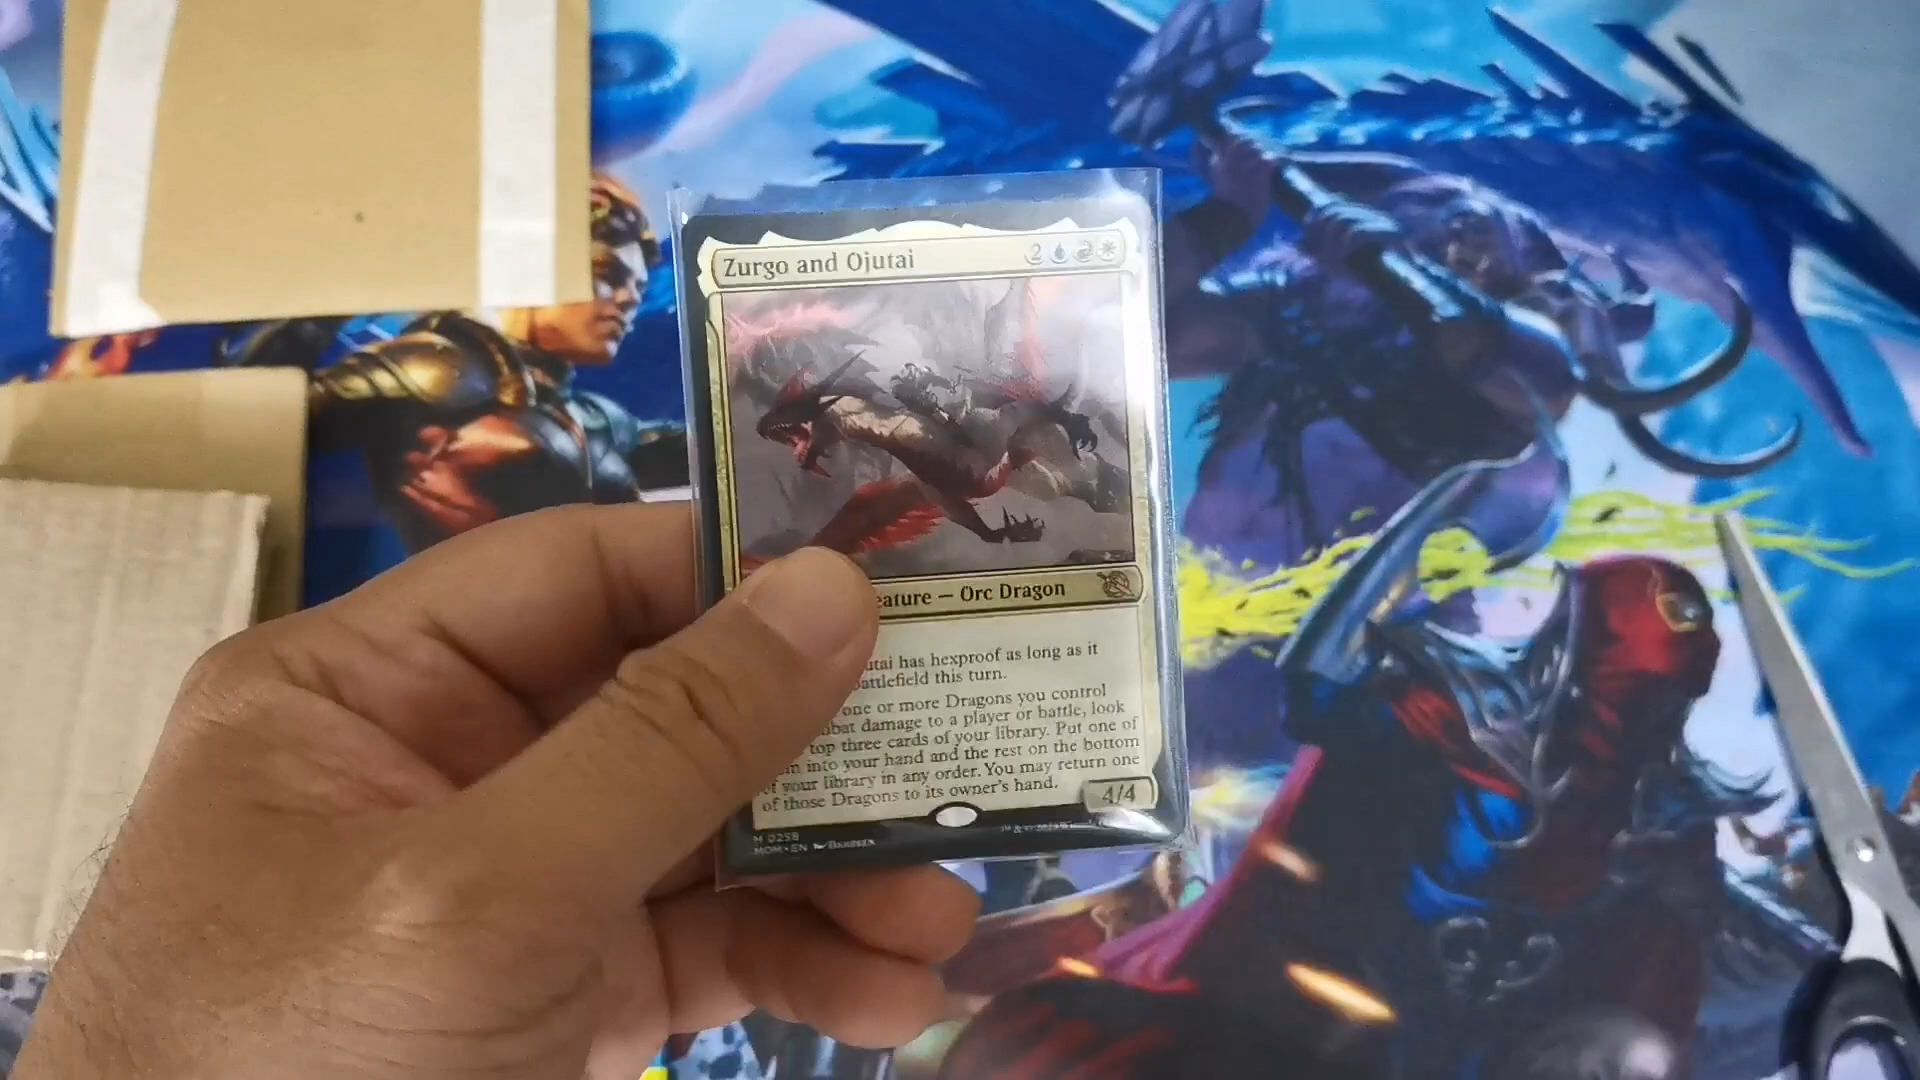 Zurgo and Ojutai 2
eature — Orc Dragon
utai has hexproof as long as it
attlefield this turn.
one or more Dragons you control
bat damage to a player or battle, look
top three cards of your library. Put one of
m into your hand and the rest on the bottom
of your library in any order. You may return one
of those Dragons to its owner's hand.
4/4
M 0258
MOM • EN